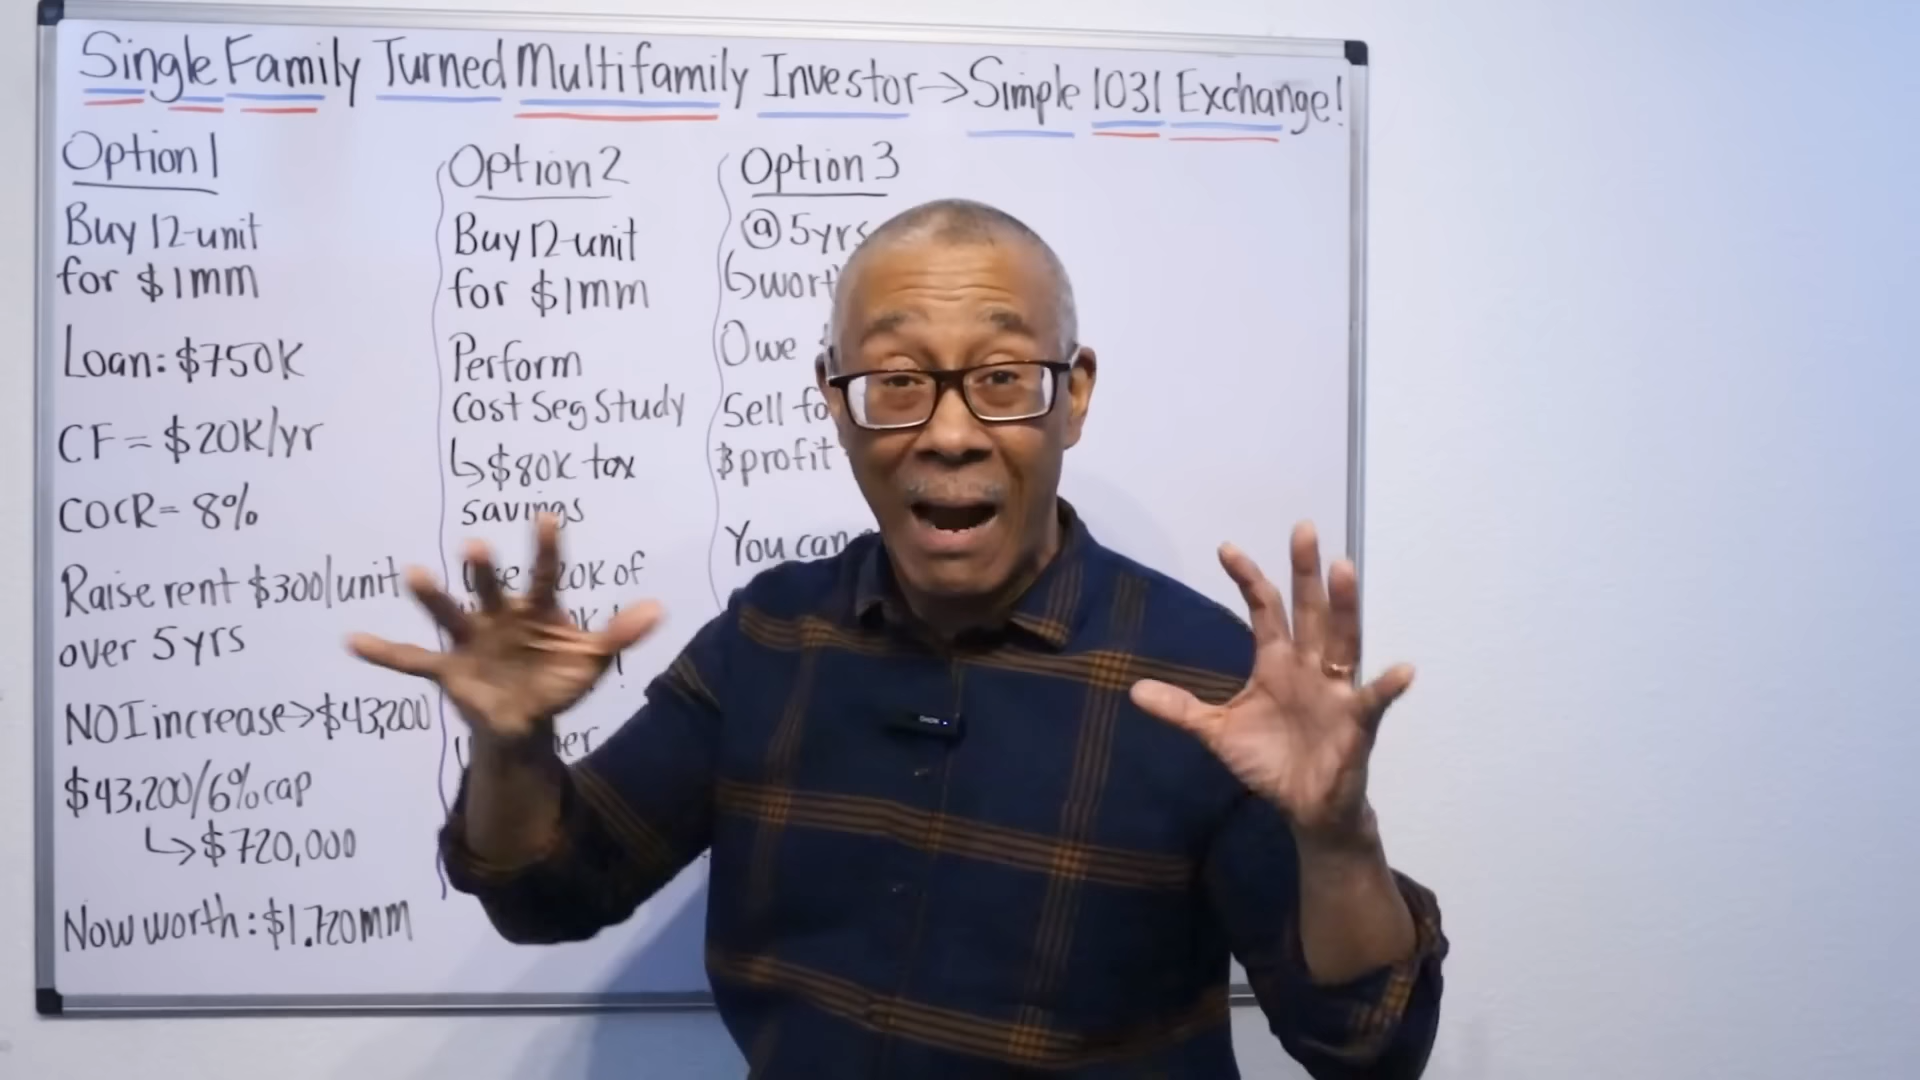 Single Family Turned Multifamily Investor→Simple 1031 Exchange!
Option 1
Buy 12-unit
for $1mm
Loan: $750K
CF = $20K/yr
COCR= 8%
Raise rent $300/unit
over 5yrs
NOI increase→$43,200
$43,200/6% cap
↳$720,000
Now worth: $1.720mm
Option 2
Buy 12-unit
for $1mm
Perform
Cost Seg Study
↳$80K tax
savings
of
Option 3
@ 5yrs
Owe
Sell
$profit
You can